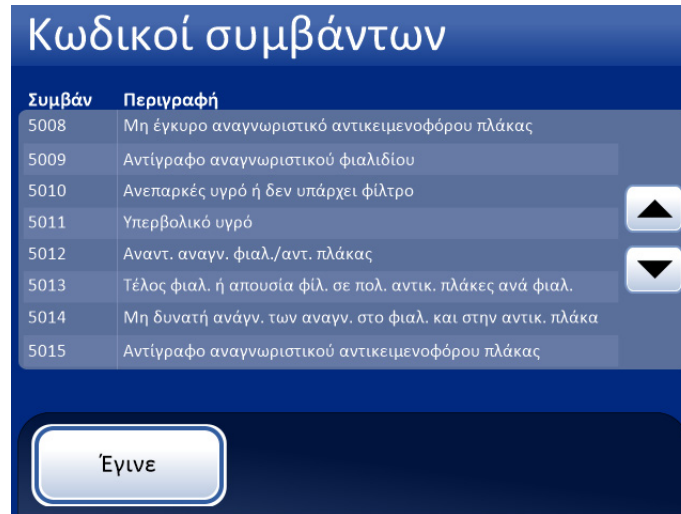 Κωδικοί συμβάντων
Συμβάν Περιγραφή
5008 Μη έγκυρο αναγνωριστικό αντικειμενοφόρου πλάκας
5009 Αντίγραφο αναγνωριστικού φιαλιδίου
5010 Ανεπαρκές υγρό ή δεν υπάρχει φίλτρο
5011 Υπερβολικό υγρό
5012 Αναντ. αναγν. φιαλ./αντ. πλάκας
5013 Τέλος φιαλ. ή απουσία φίλ. σε πολ. αντικ. πλάκες ανά φιαλ.
5014 Μη δυνατή ανάγν. των αναγν. στο φιαλ. και στην αντικ. πλάκα
5015 Αντίγραφο αναγνωριστικού αντικειμενοφόρου πλάκας
Έγινε